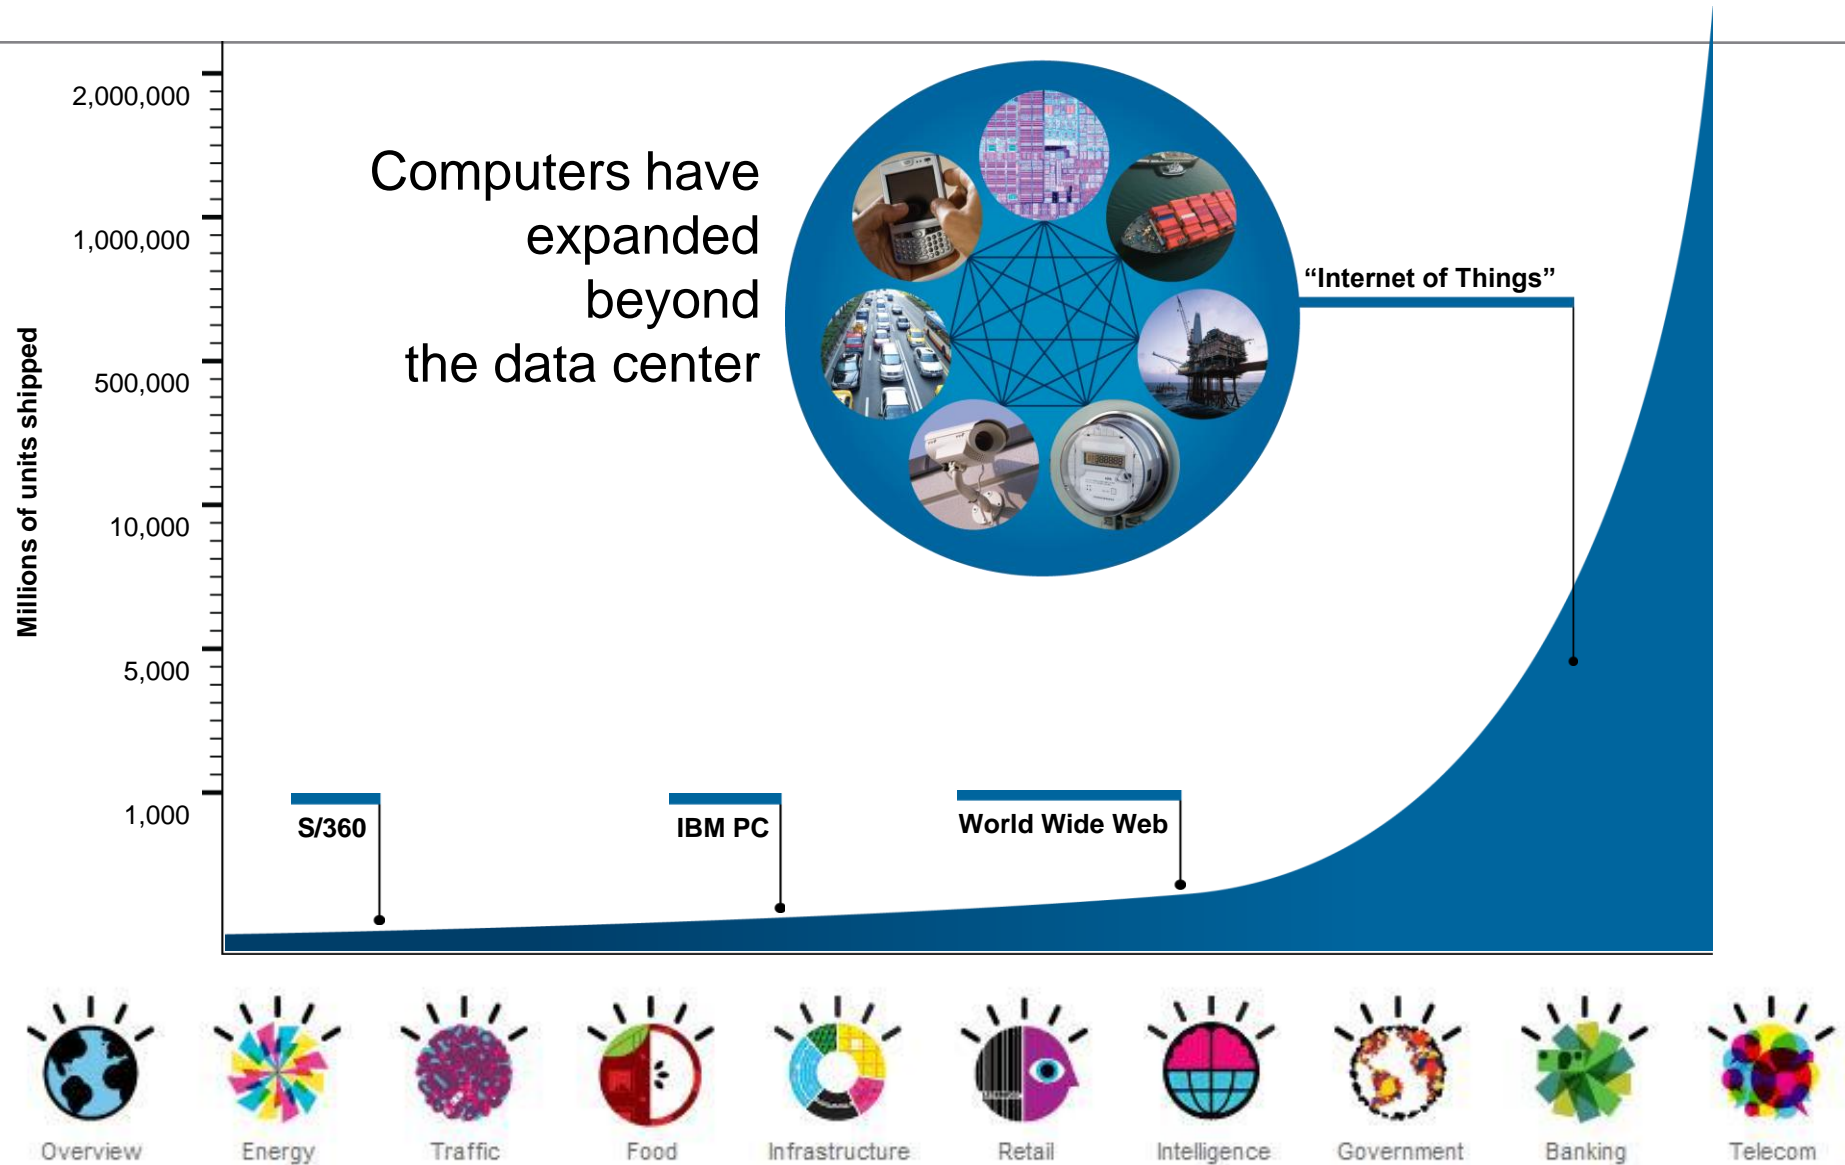 2,000,000
1,000,000
500,000
10,000
5,000
1,000
Millions of units shipped
Computers have
expanded
beyond
the data center
“Internet of Things”
S/360
IBM PC
World Wide Web
Overview
Energy
Traffic
Food
Infrastructure
Retail
Intelligence
Government
Banking
Telecom